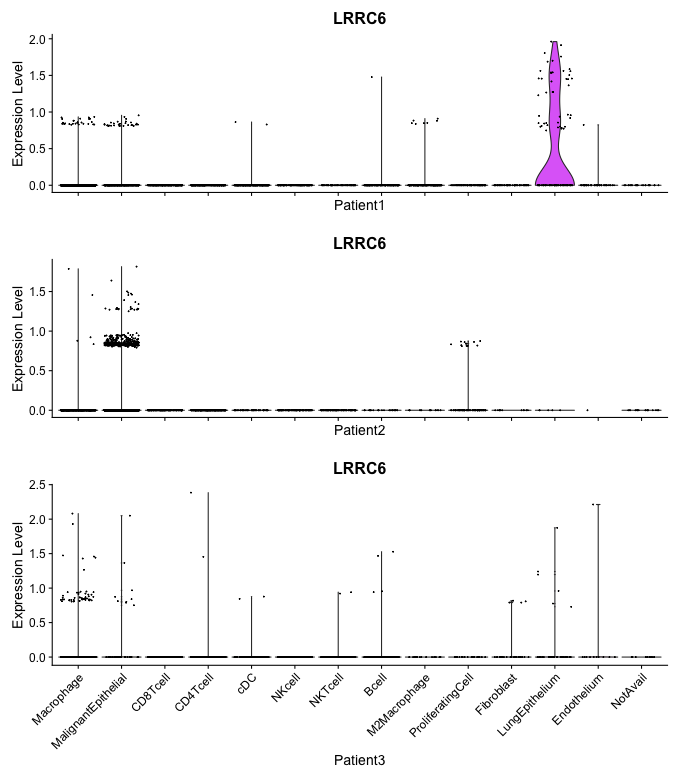 LRRC6
Expression Level
2.0
1.5
1.0
0.5
0.0
Patient1
LRRC6
Expression Level
1.5
1.0
0.5
0.0
Patient2
LRRC6
Expression Level
2.5
2.0
1.5
1.0
0.5
0.0
Macrophage
MalignantEpithelial
CD8Tcell
CD4Tcell
cDC
NKcell
NKTcell
Bcell
M2Macrophage
ProliferatingCell
Fibroblast
LungEpithelium
Endothelium
NotAvail
Patient3